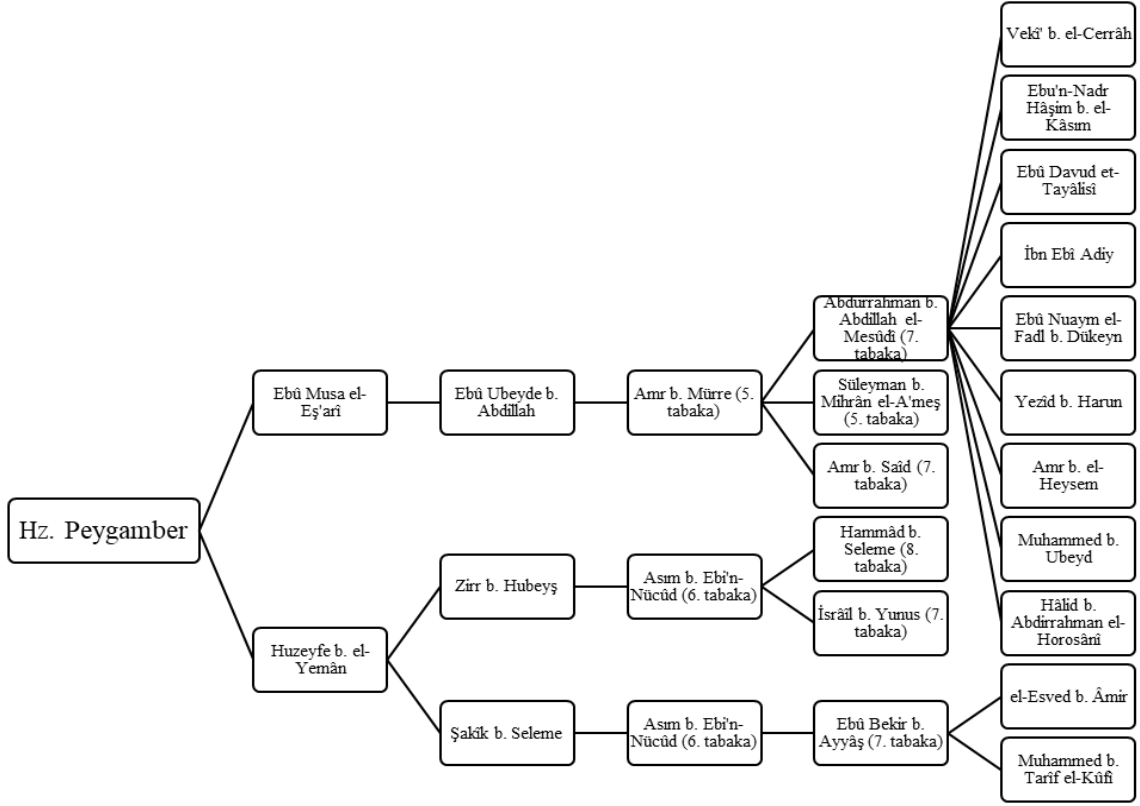 Hz. Peygamber
Ebû Musa el-
Eş'arî
Ebû Ubeyde b.
Abdillah
Amr b. Mürre (5.
tabaka)
Abdurrahman b.
Abdillah el-
Mesûdî (7.
tabaka)
Vekî' b. el-Cerrâh
Ebu'n-Nadr
Hâşim b. el-
Kâsım
Ebû Davud et-
Tayâlisî
İbn Ebî Adiy
Ebû Nuaym el-
Fadl b. Dükeyn
Yezîd b. Harun
Amr b. el-
Heysem
Muhammed b.
Ubeyd
Hâlid b.
Abdirrahman el-
Horosânî
Süleyman b.
Mihrân el-A'meş
(5. tabaka)
Amr b. Saîd (7.
tabaka)
Huzeyfe b. el-
Yemân
Zirr b. Hubeyş
Asım b. Ebi'n-
Nücûd (6. tabaka)
Hammâd b.
Seleme (8.
tabaka)
İsrâîl b. Yunus (7.
tabaka)
Şakîk b. Seleme
Asım b. Ebi'n-
Nücûd (6. tabaka)
Ebû Bekir b.
Ayyâş (7. tabaka)
el-Esved b. Âmir
Muhammed b.
Tarîf el-Kûfî